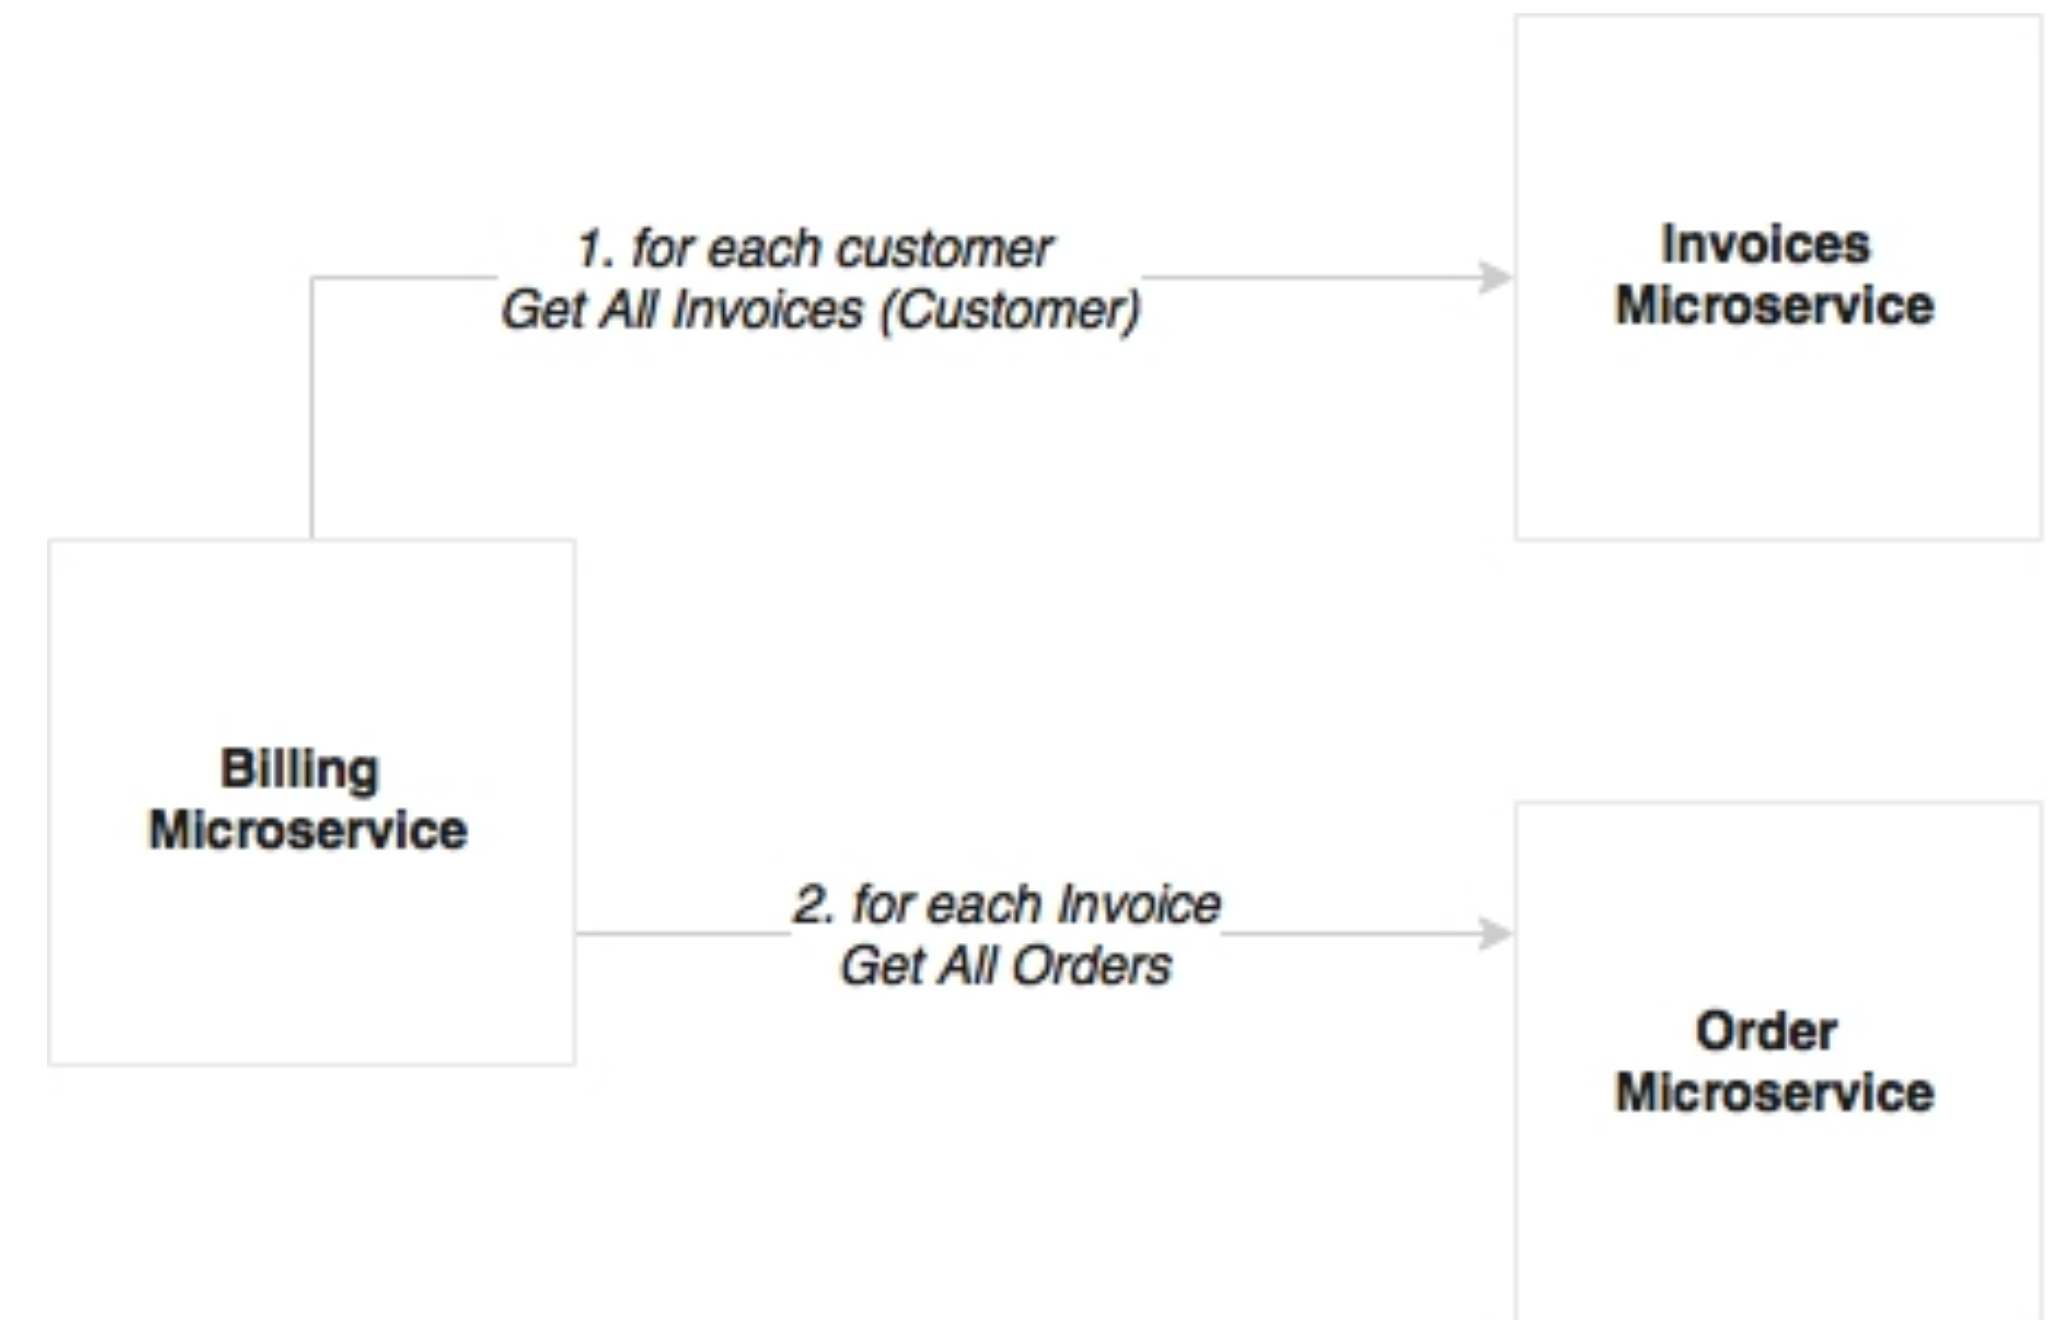 1. for each customer
Get All Invoices (Customer)
Invoices
Microservice
Billing
Microservice
2. for each Invoice
Get All Orders
Order
Microservice